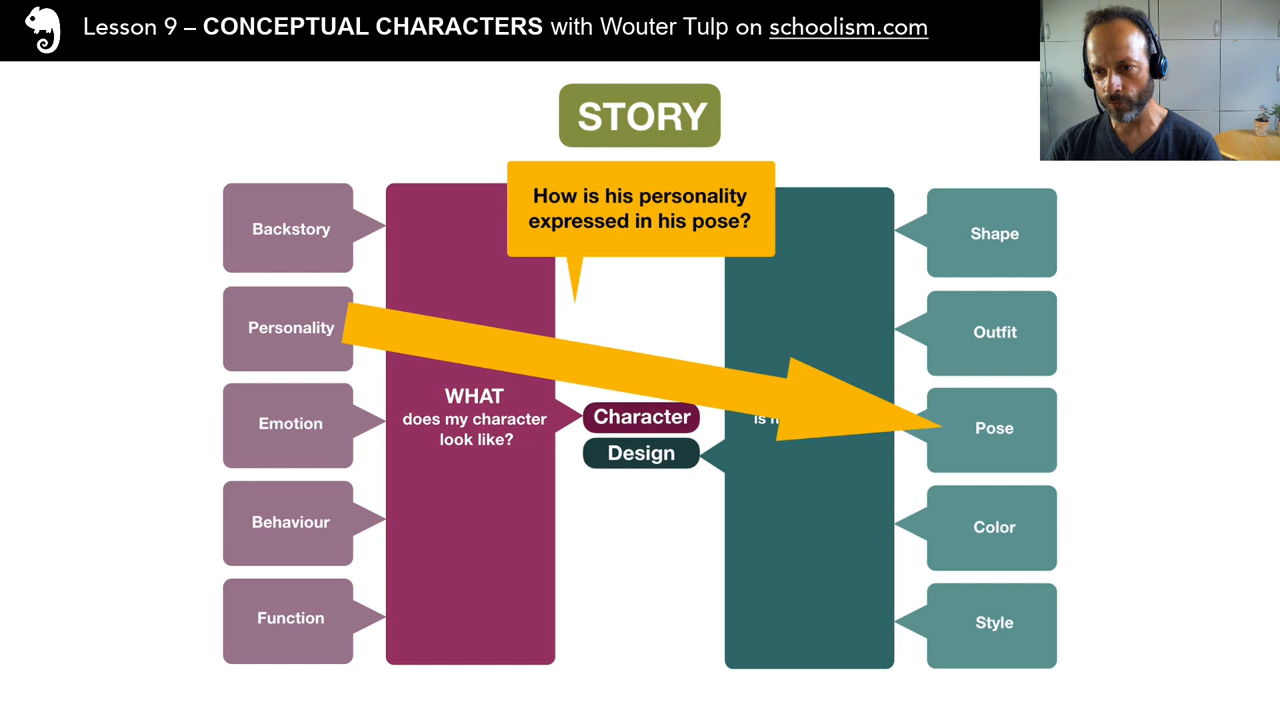 Lesson 9 – CONCEPTUAL CHARACTERS with Wouter Tulp on schoolism.com
STORY
How is his personality
expressed in his pose?
Backstory
Personality
Emotion
Behaviour
Function
WHAT
does my character
look like?
Character
Design
Shape
Outfit
Pose
Color
Style